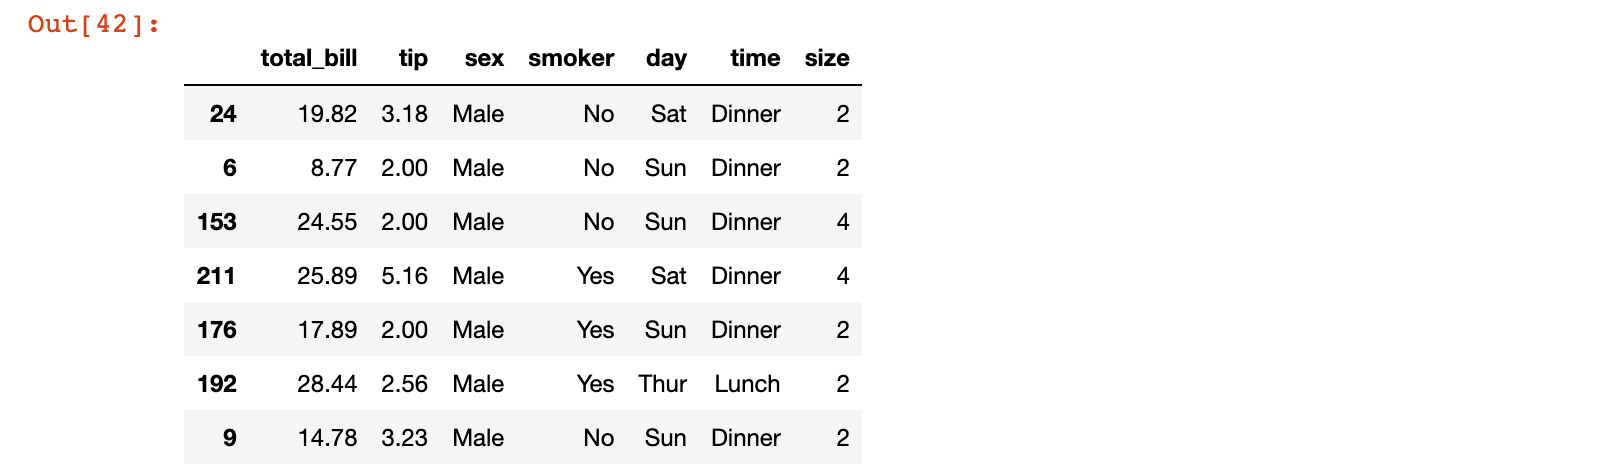 Out[42]:
total_bill tip sex smoker day time size
24 19.82 3.18 Male No Sat Dinner 2
6 8.77 2.00 Male No Sun Dinner 2
153 24.55 2.00 Male No Sun Dinner 4
211 25.89 5.16 Male Yes Sat Dinner 4
176 17.89 2.00 Male Yes Sun Dinner 2
192 28.44 2.56 Male Yes Thur Lunch 2
9 14.78 3.23 Male No Sun Dinner 2